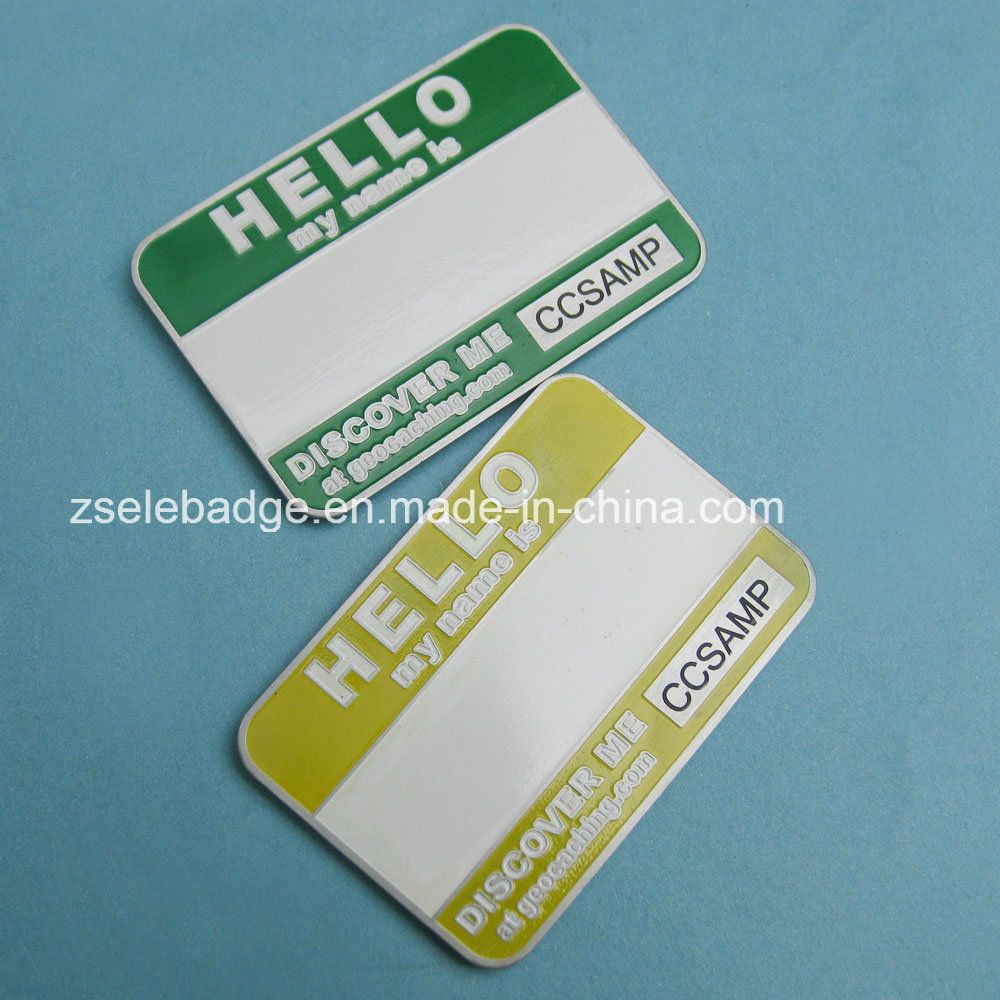 HELLO
my name is
DISCOVER ME
at geocaching.com
CCSAMP
zselebadge.en.made-in-china.com
HELLO
my name is
DISCOVER ME
at geocaching.com
CCSAMP